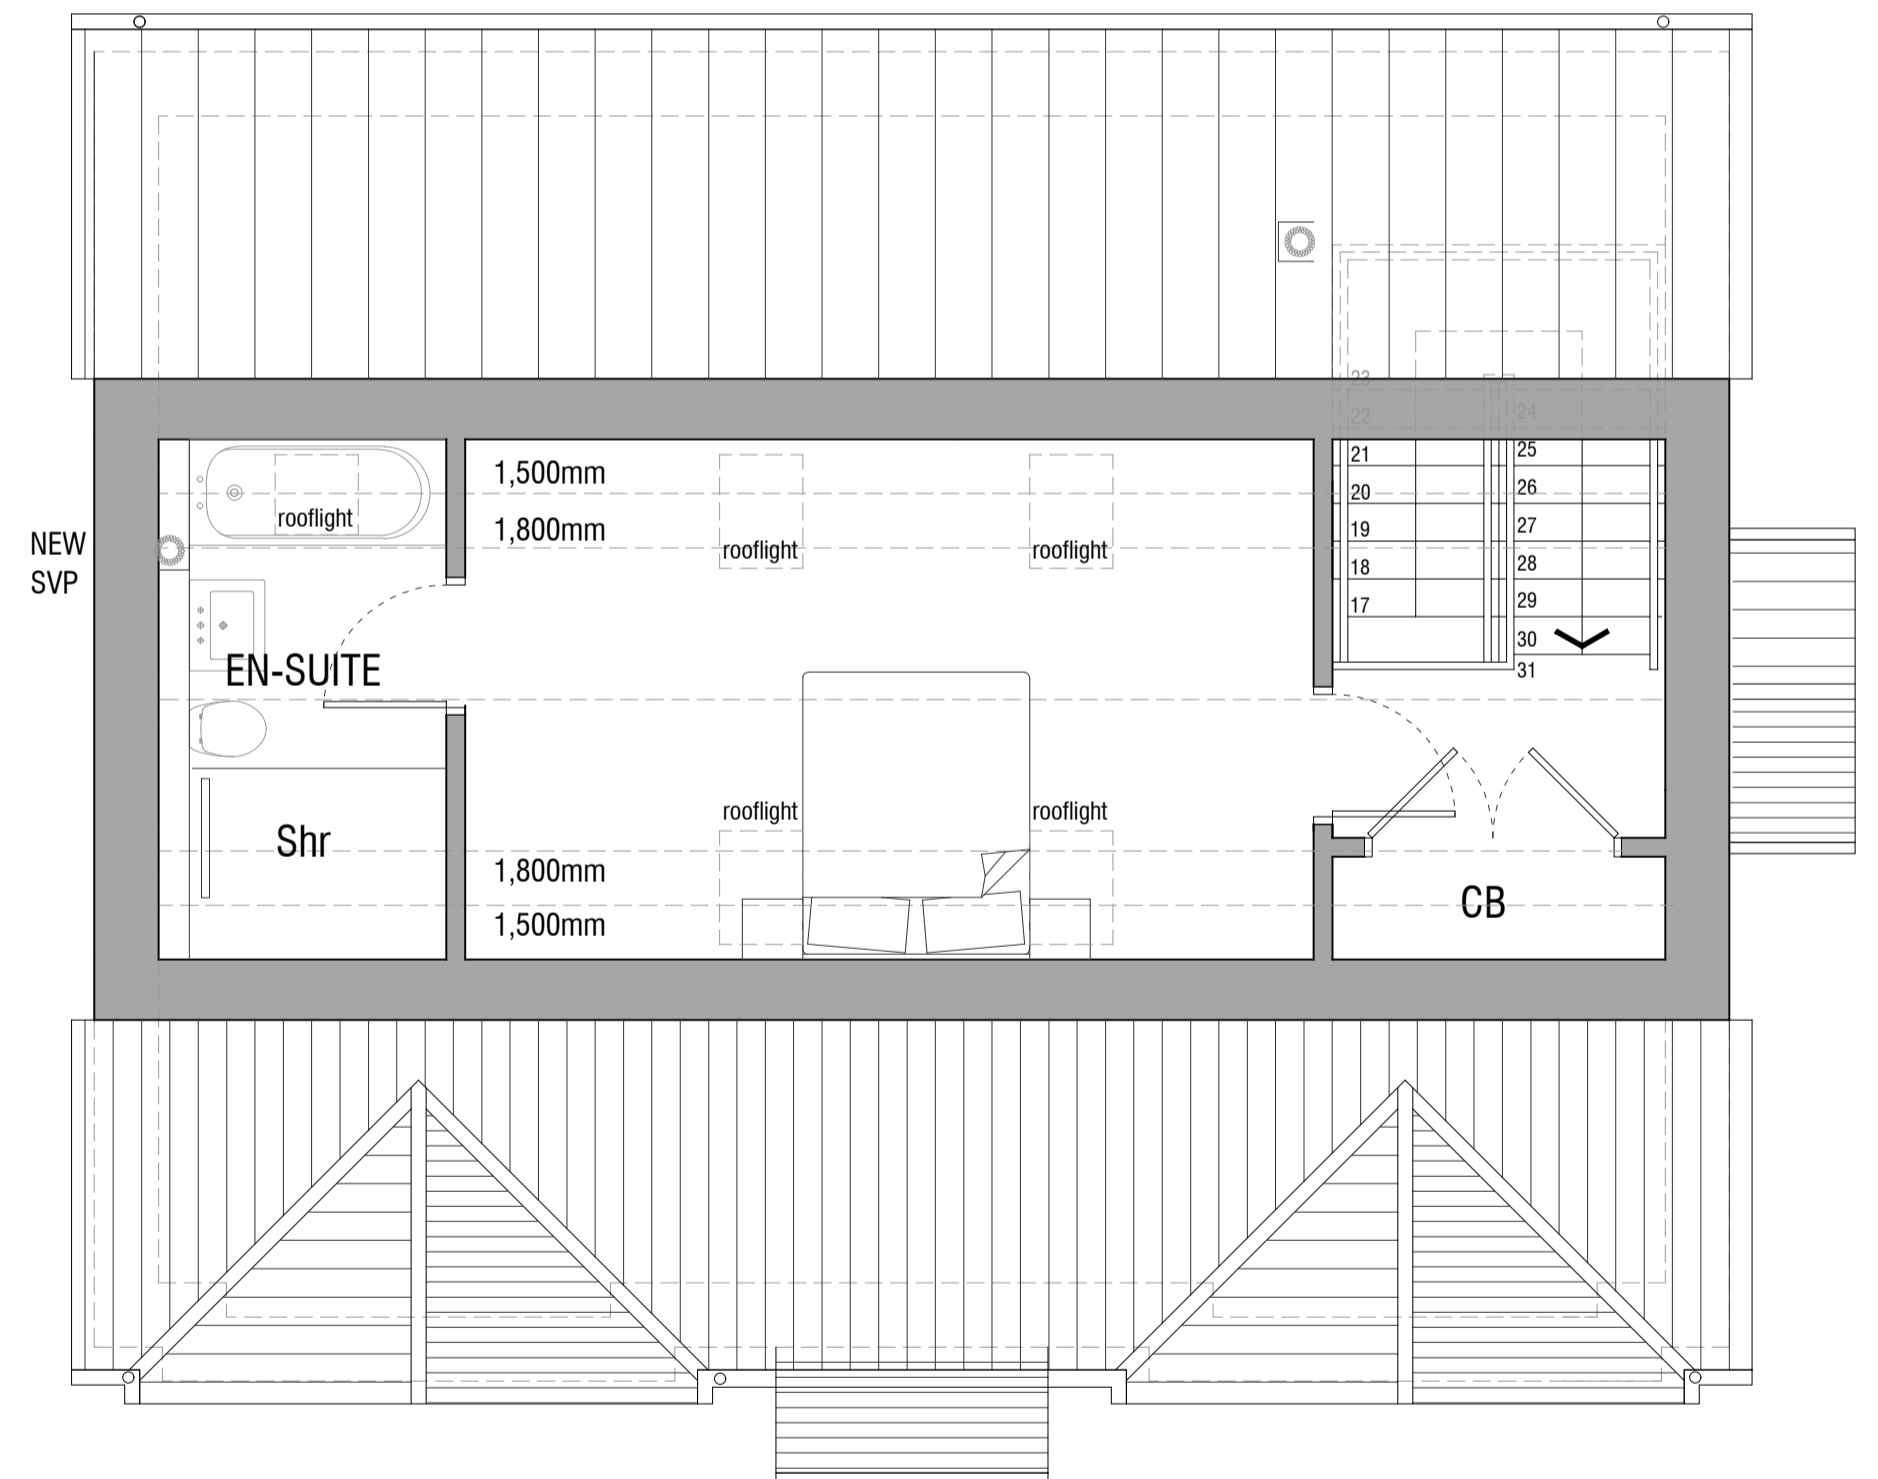 23
22
24
21
25
20
26
19
27
18
28
17
29
30
31
1,500mm
1,800mm
rooflight
rooflight
rooflight
NEW
SVP
EN-SUITE
rooflight
rooflight
Shr
1,800mm
1,500mm
CB